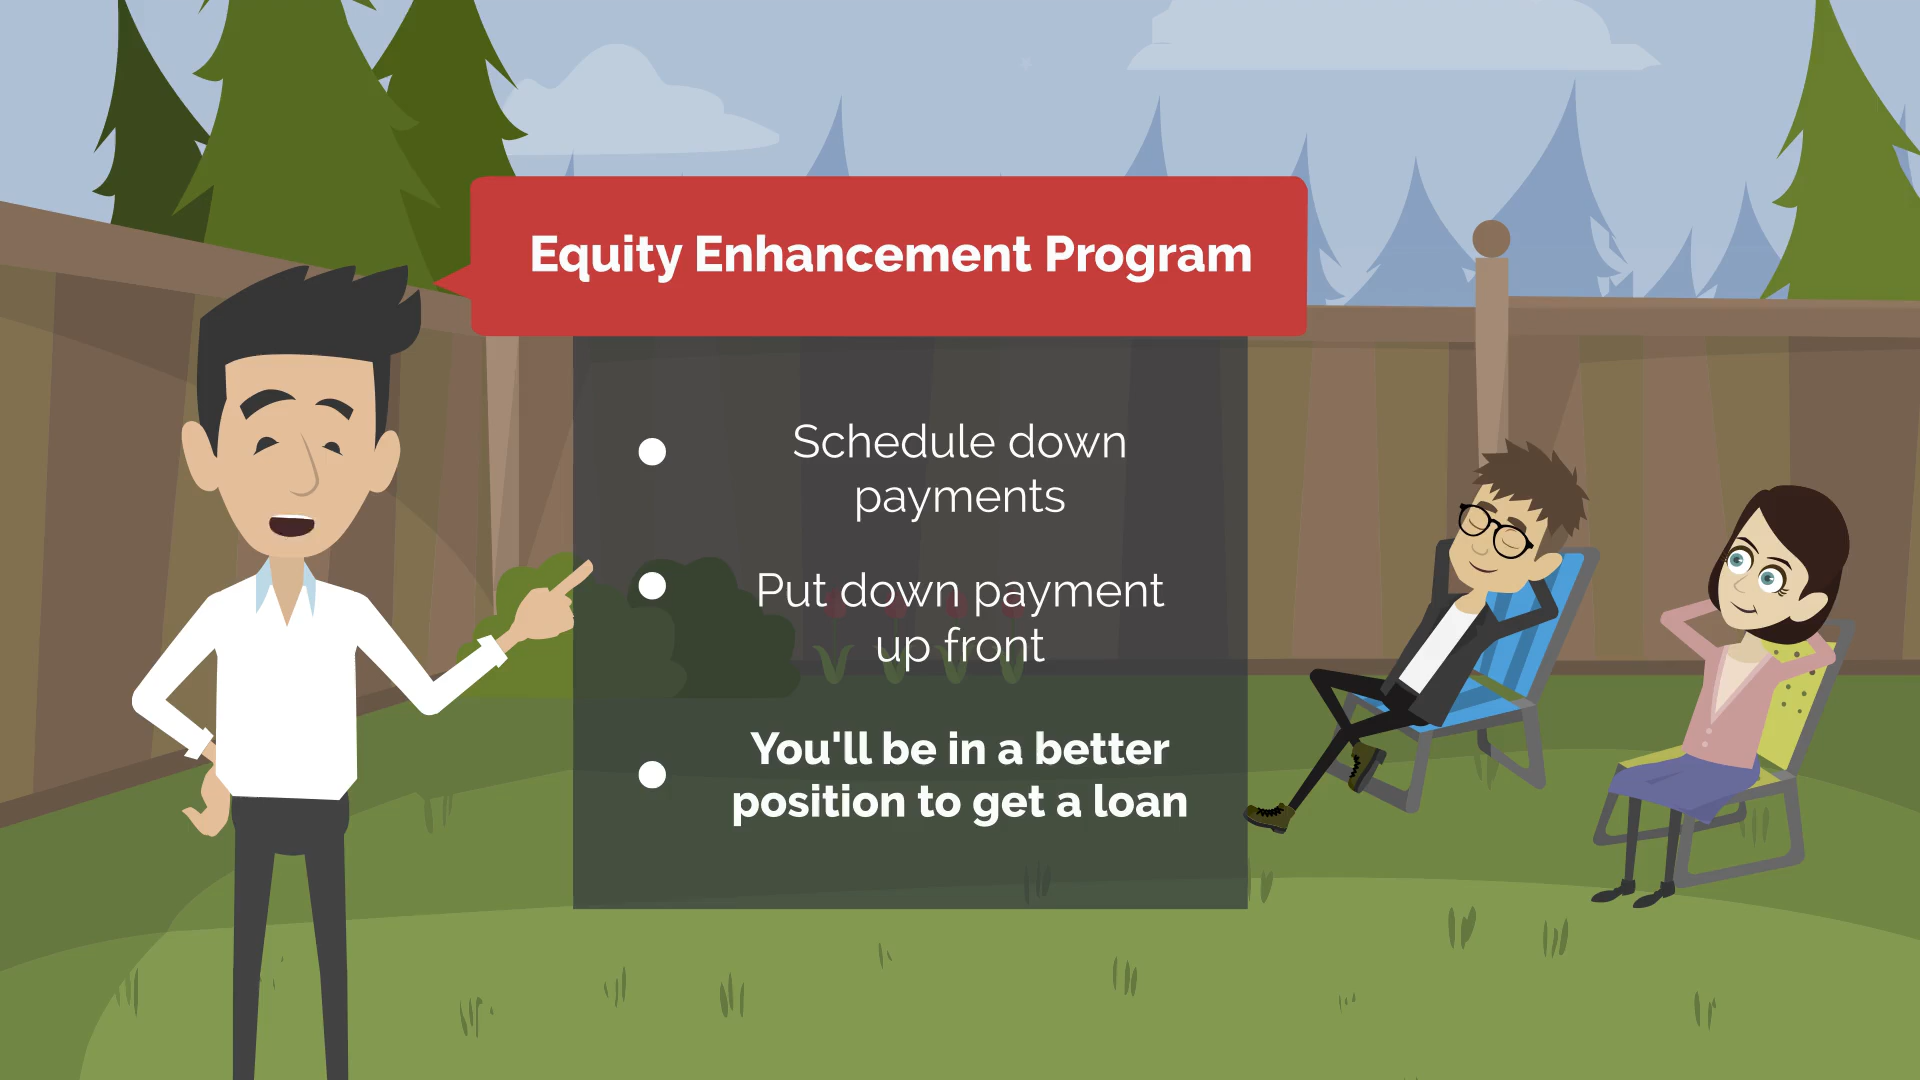 Equity Enhancement Program
Schedule down
payments
Put down payment
up front
You'll be in a better
position to get a loan